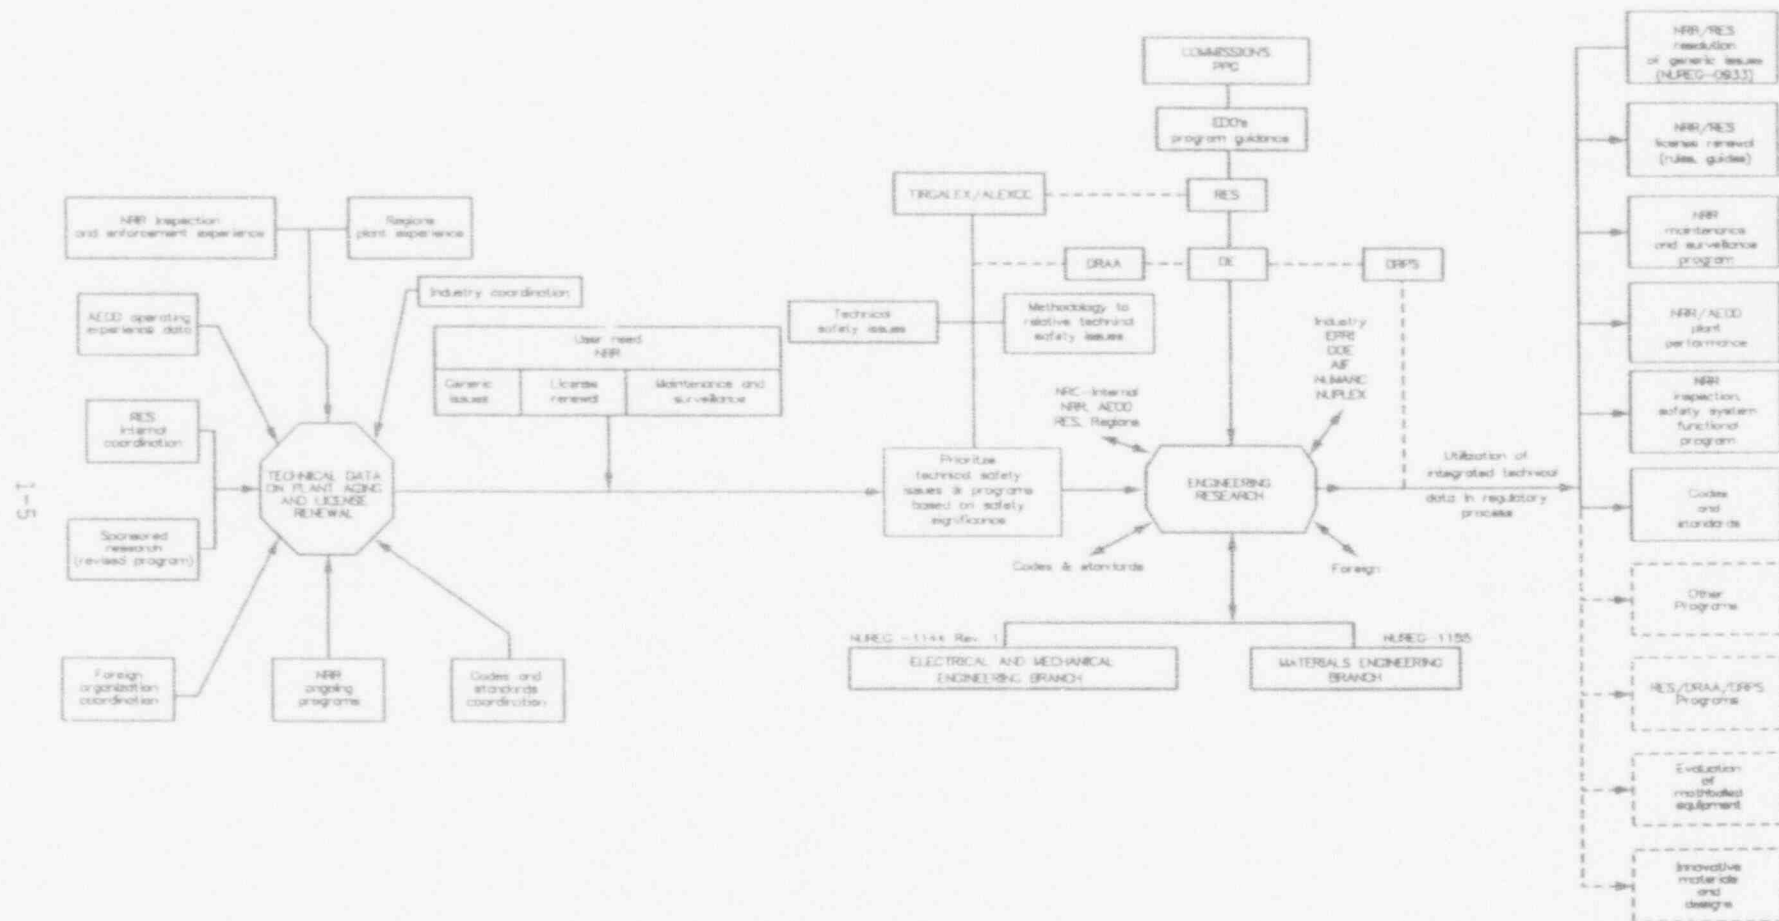 COMMISSION'S
PPG
EDO's
program guidance
TIRGALEX/ALEXCC
RES
DRAA
DE
DRPS
Technical
safety issues
Methodology to
relative technical
safety issues
NRR inspection
and enforcement experience
Regions
plant experience
Industry coordination
AEOD operating
experience data
RES
internal
coordination
Sponsored
research
(revised program)
Foreign
organization
coordination
NRR
ongoing
programs
Codes and
standards
coordination
TECHNICAL DATA
ON PLANT AGING
AND LICENSE
RENEWAL
User need
NRR
Generic
issues
License
renewal
Maintenance and
surveillance
Prioritize
technical safety
issues & programs
based on safety
significance
NRC-Internal
NRR, AEOD
RES, Regions
Industry
EPRI
DOE
AIF
NUMARC
NUPLEX
ENGINEERING
RESEARCH
Codes & standards
Foreign
Utilization of
integrated technical
data in regulatory
process
NUREG-1144 Rev. 1
ELECTRICAL AND MECHANICAL
ENGINEERING BRANCH
NUREG-1155
MATERIALS ENGINEERING
BRANCH
NRR/RES
resolution
of generic issues
(NUREG-0933)
NRR/RES
license renewal
(rules, guides)
NRR
maintenance
and surveillance
program
NRR/AEOD
plant
performance
NRR
inspection,
safety system
functional
program
Codes
and
standards
Other
Programs
RES/DRAA/DRPS
Programs
Evaluation
of
mothballed
equipment
Innovative
materials
and
designs
1-5